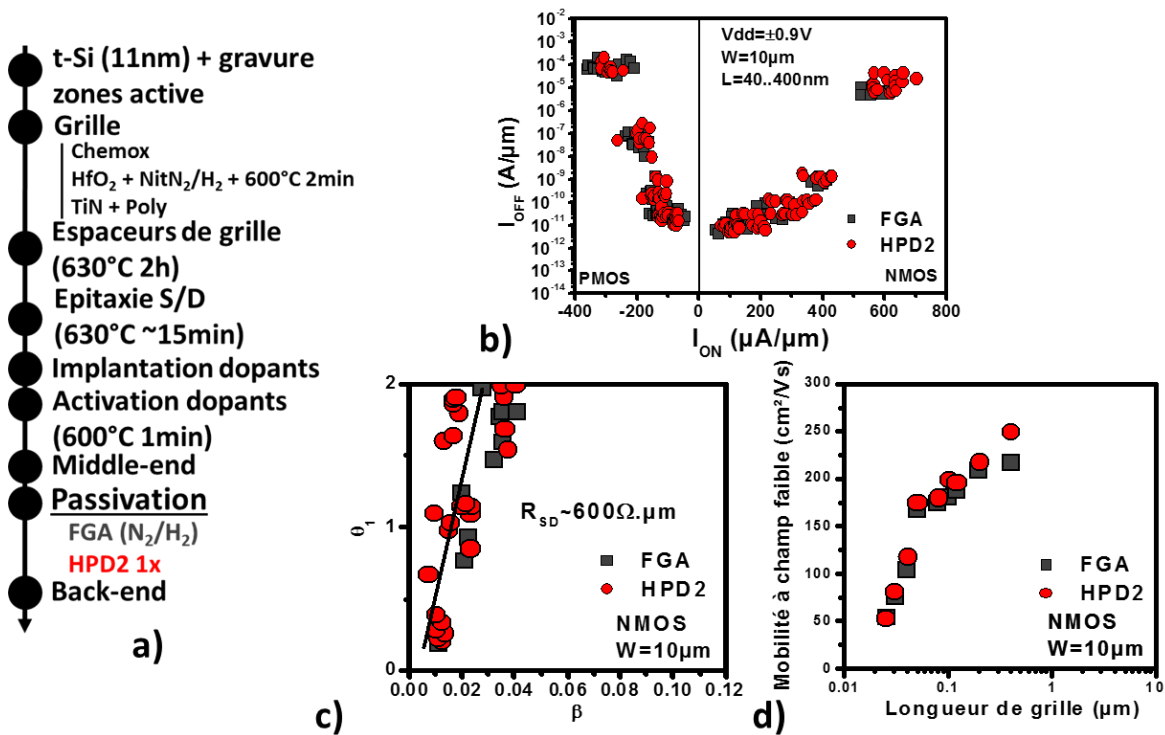 t-Si (11nm) + gravure
zones active
Grille
Chemox
HfO₂ + NitN₂/H₂ + 600°C 2min
TiN + Poly
Espaceurs de grille
(630°C 2h)
Epitaxie S/D
(630°C ~15min)
Implantation dopants
Activation dopants
(600°C 1min)
Middle-end
Passivation
FGA (N₂/H₂)
HPD2 1x
Back-end
a)
I_OFF (A/µm)
10⁻²
10⁻³
10⁻⁴
10⁻⁵
10⁻⁶
10⁻⁷
10⁻⁸
10⁻⁹
10⁻¹⁰
10⁻¹¹
10⁻¹²
10⁻¹³
10⁻¹⁴
Vdd=±0.9V
W=10µm
L=40..400nm
FGA
HPD2
PMOS
NMOS
-400 -200 0 200 400 600 800
I_ON (µA/µm)
b)
θ₁
2
1
0
R_SD~600Ω.µm
FGA
HPD2
NMOS
W=10µm
0.00 0.02 0.04 0.06 0.08 0.10 0.12
β
c)
Mobilité à champ faible (cm²/Vs)
300
250
200
150
100
50
0
FGA
HPD2
NMOS
W=10µm
0.01 0.1 1 10
Longueur de grille (µm)
d)